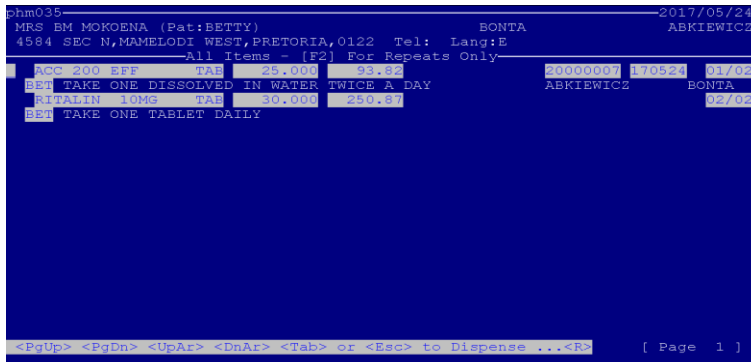 phm035 2017/05/24
MRS BM MOKOENA (Pat:BETTY) BONTA ABKIEWICZ
4584 SEC N,MAMELODI WEST,PRETORIA,0122 Tel: Lang:E
All Items - [F2] For Repeats Only
ACC 200 EFF TAB 25.000 93.82 20000007 170524 01/02
BET TAKE ONE DISSOLVED IN WATER TWICE A DAY ABKIEWICZ BONTA
RITALIN 10MG TAB 30.000 250.87 02/02
BET TAKE ONE TABLET DAILY
<PgUp> <PgDn> <UpAr> <DnAr> <Tab> or <Esc> to Dispense ...<R> [ Page 1 ]